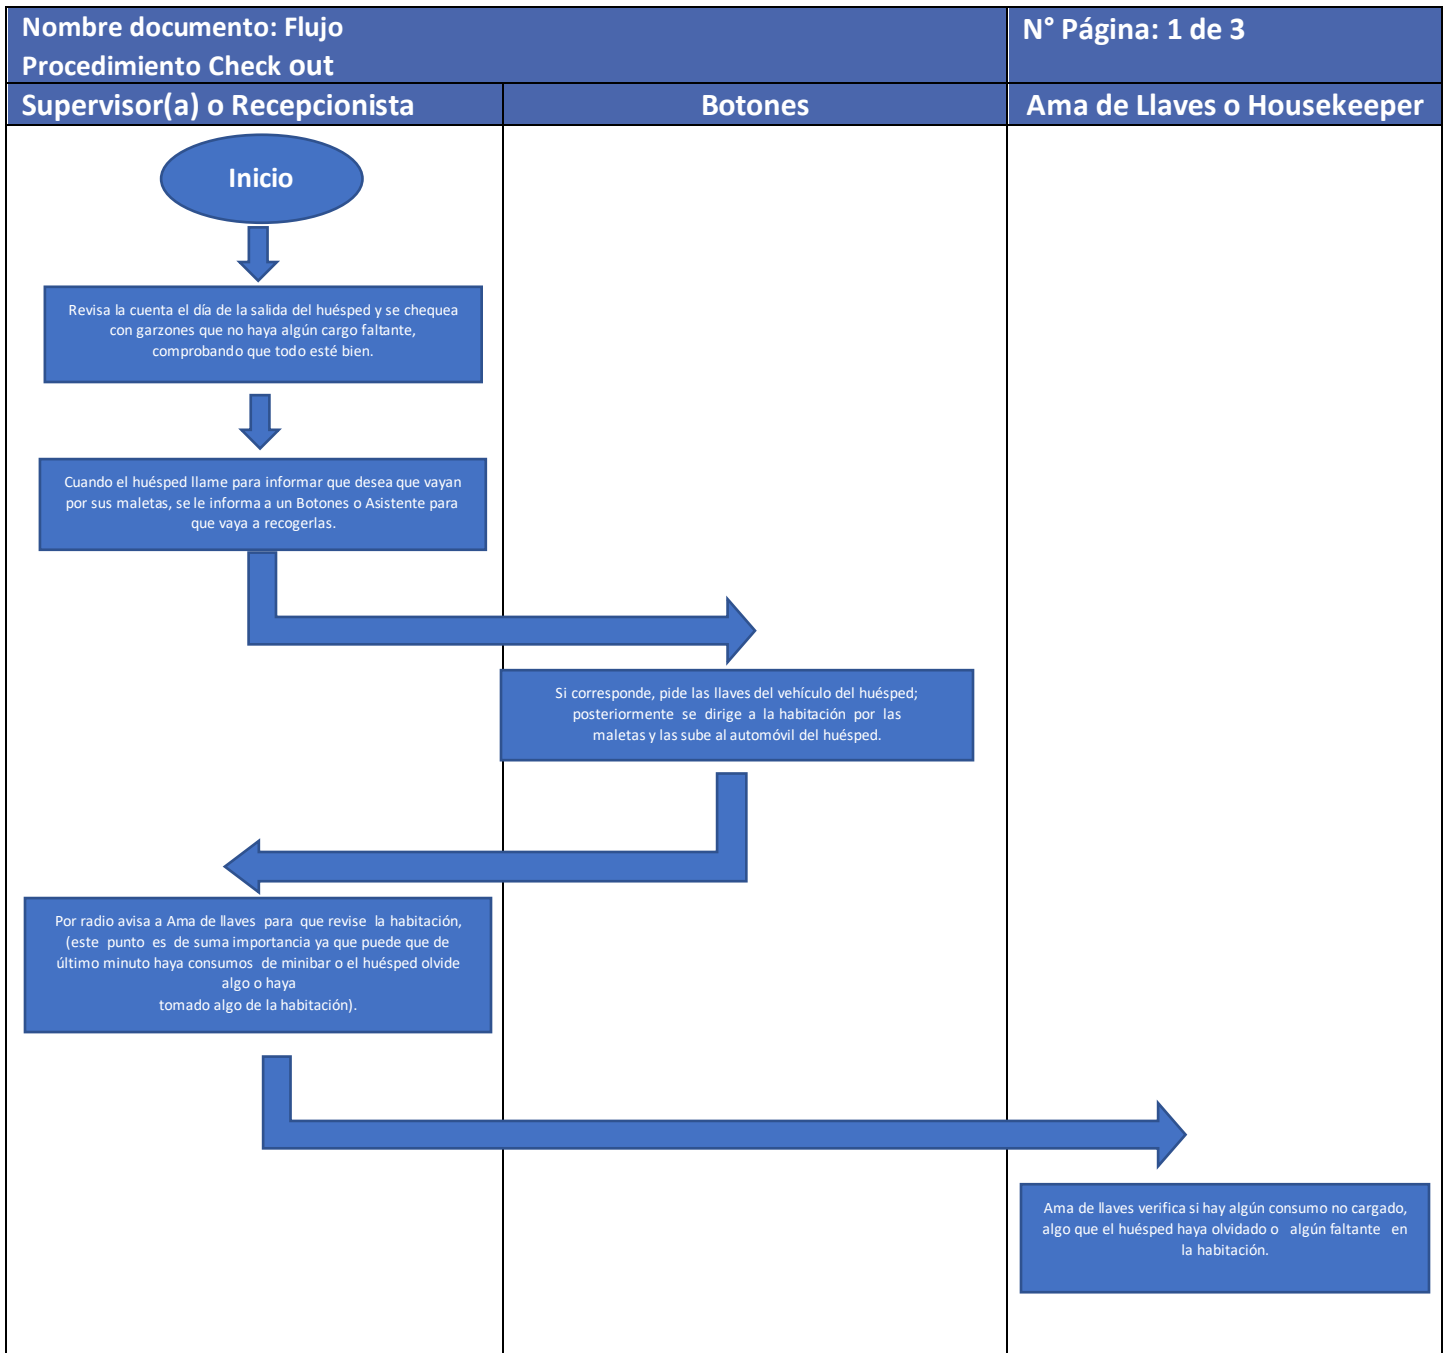 Nombre documento: Flujo
Procedimiento Check out
N° Página: 1 de 3
Supervisor(a) o Recepcionista
Botones
Ama de Llaves o Housekeeper
Inicio
Revisa la cuenta el día de la salida del huésped y se chequea
con garzones que no haya algún cargo faltante,
comprobando que todo esté bien.
Cuando el huésped llame para informar que desea que vayan
por sus maletas, se le informa a un Botones o Asistente para
que vaya a recogerlas.
Si corresponde, pide las llaves del vehículo del huésped;
posteriormente se dirige a la habitación por las
maletas y las sube al automóvil del huésped.
Por radio avisa a Ama de llaves para que revise la habitación,
(este punto es de suma importancia ya que puede que de
último minuto haya consumos de minibar o el huésped olvide
algo o haya
tomado algo de la habitación).
Ama de llaves verifica si hay algún consumo no cargado,
algo que el huésped haya olvidado o algún faltante en
la habitación.